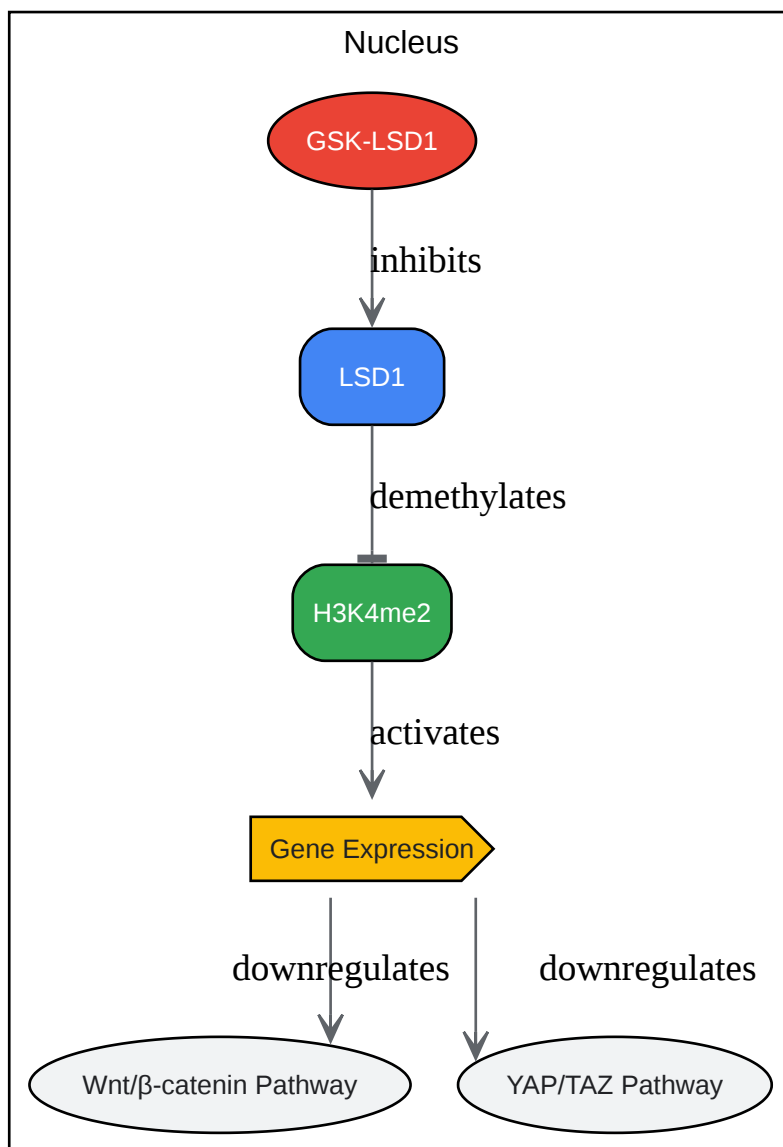 Nucleus
GSK-LSD1
inhibits
LSD1
demethylates
H3K4me2
activates
Gene Expression
downregulates
downregulates
Wnt/β-catenin Pathway
YAP/TAZ Pathway